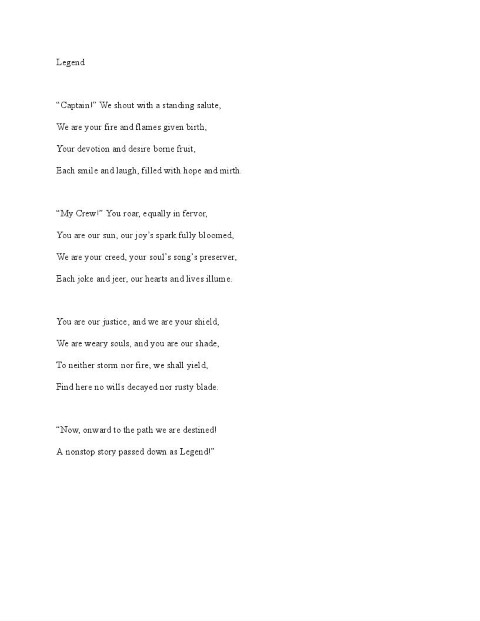 Legend
“Captain!” We shout with a standing salute,
We are your fire and flames given birth,
Your devotion and desire borne fruit,
Each smile and laugh, filled with hope and mirth.
“My Crew!” You roar, equally in fervor,
You are our sun, our joy’s spark fully bloomed,
We are your creed, your soul’s song’s preserver,
Each joke and jeer, our hearts and lives illume.
You are our justice, and we are your shield,
We are weary souls, and you are our shade,
To neither storm nor fire, we shall yield,
Find here no wills decayed nor rusty blade.
“Now, onward to the path we are destined!
A nonstop story passed down as Legend!”